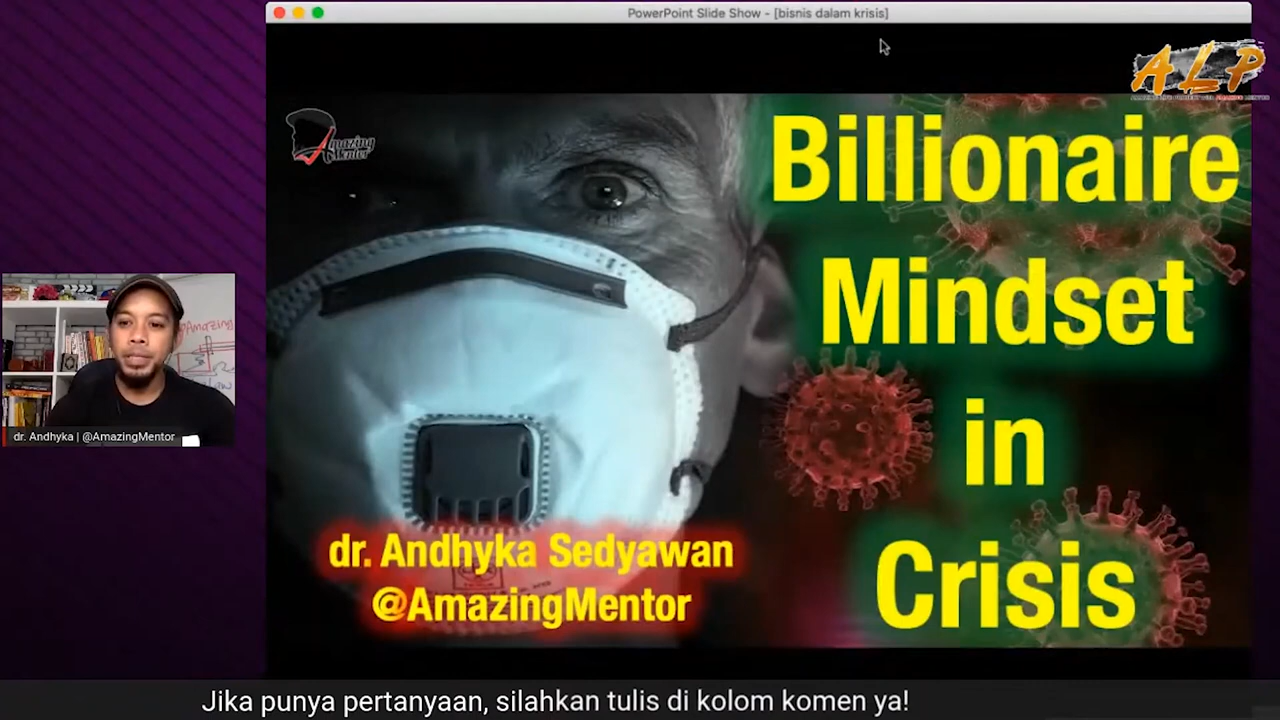 PowerPoint Slide Show - [bisnis dalam krisis]
ALP
Amazing
Mentor
Billionaire
Mindset
in
Crisis
dr. Andhyka Sedyawan
@AmazingMentor
dr. Andhyka | @AmazingMentor
Jika punya pertanyaan, silahkan tulis di kolom komen ya!